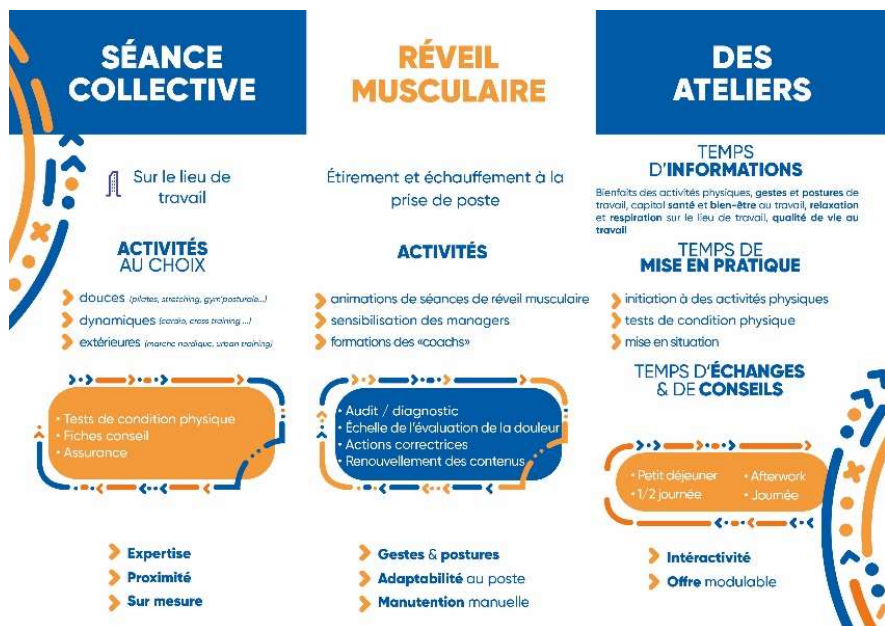 SÉANCE
COLLECTIVE
Sur le lieu de
travail
ACTIVITÉS
AU CHOIX
douces (pilates, stretching, gym'posturale...)
dynamiques (cardio, cross training ...)
extérieures (marche nordique, urban training)
• Tests de condition physique
• Fiches conseil
• Assurance
Expertise
Proximité
Sur mesure
RÉVEIL
MUSCULAIRE
Étirement et échauffement à la
prise de poste
ACTIVITÉS
animations de séances de réveil musculaire
sensibilisation des managers
formations des «coachs»
• Audit / diagnostic
• Échelle de l'évaluation de la douleur
• Actions correctrices
• Renouvellement des contenus
Gestes & postures
Adaptabilité au poste
Manutention manuelle
DES
ATELIERS
TEMPS
D'INFORMATIONS
Bienfaits des activités physiques, gestes et postures de
travail, capital santé et bien-être au travail, relaxation
et respiration sur le lieu de travail, qualité de vie au
travail
TEMPS DE
MISE EN PRATIQUE
initiation à des activités physiques
tests de condition physique
mise en situation
TEMPS D'ÉCHANGES
& DE CONSEILS
• Petit déjeuner
• 1/2 journée
• Afterwork
• Journée
Intéractivité
Offre modulable